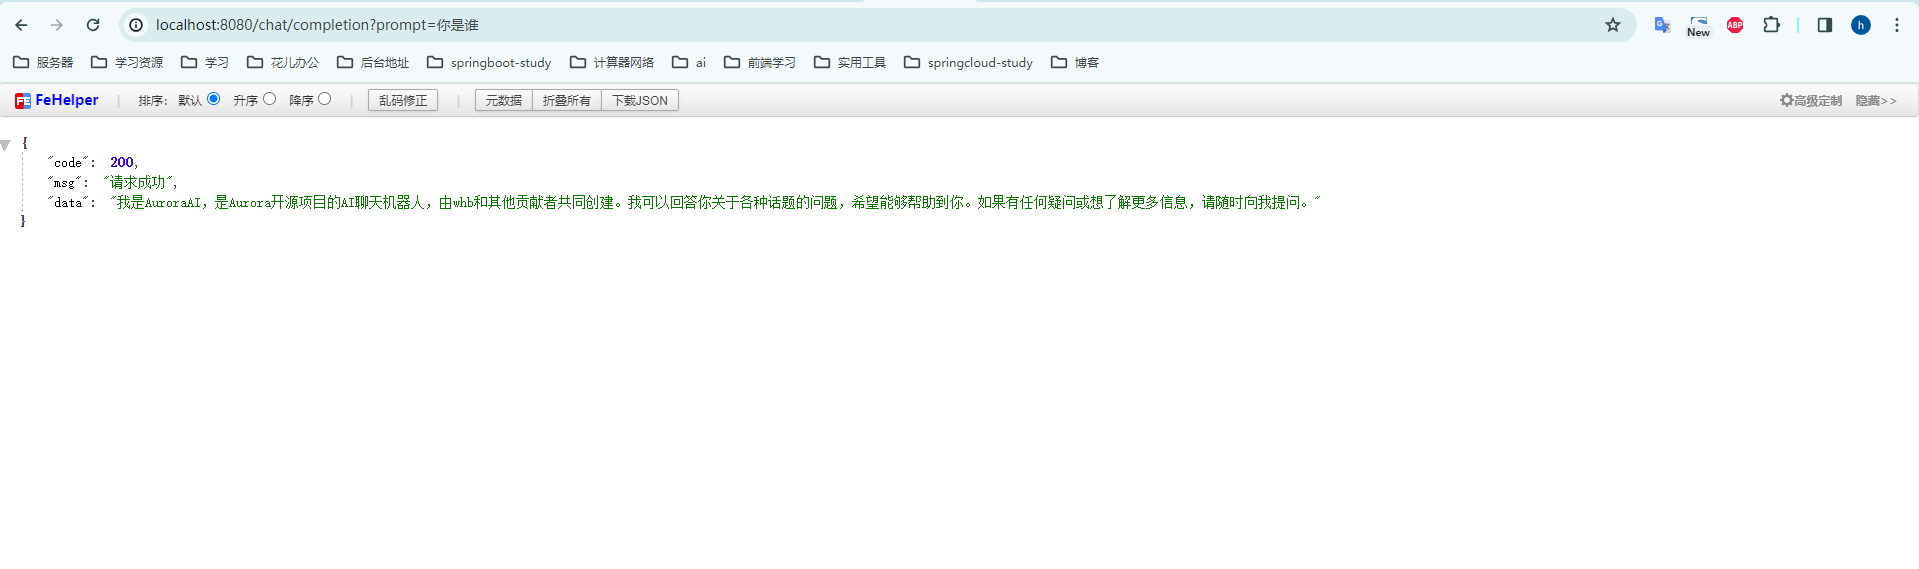 localhost:8080/chat/completion?prompt=你是谁
New
ABP
h
服务器 学习资源 学习 花儿办公 后台地址 springboot-study 计算器网络 ai 前端学习 实用工具 springcloud-study 博客
FE FeHelper | 排序: 默认 升序 降序 | 乱码修正 | 元数据 折叠所有 下载JSON 高级定制 隐藏>>
{
"code": 200,
"msg": "请求成功",
"data": "我是AuroraAI，是Aurora开源项目的AI聊天机器人，由whb和其他贡献者共同创建。我可以回答你关于各种话题的问题，希望能够帮助到你。如果有任何疑问或想了解更多信息，请随时向我提问。"
}